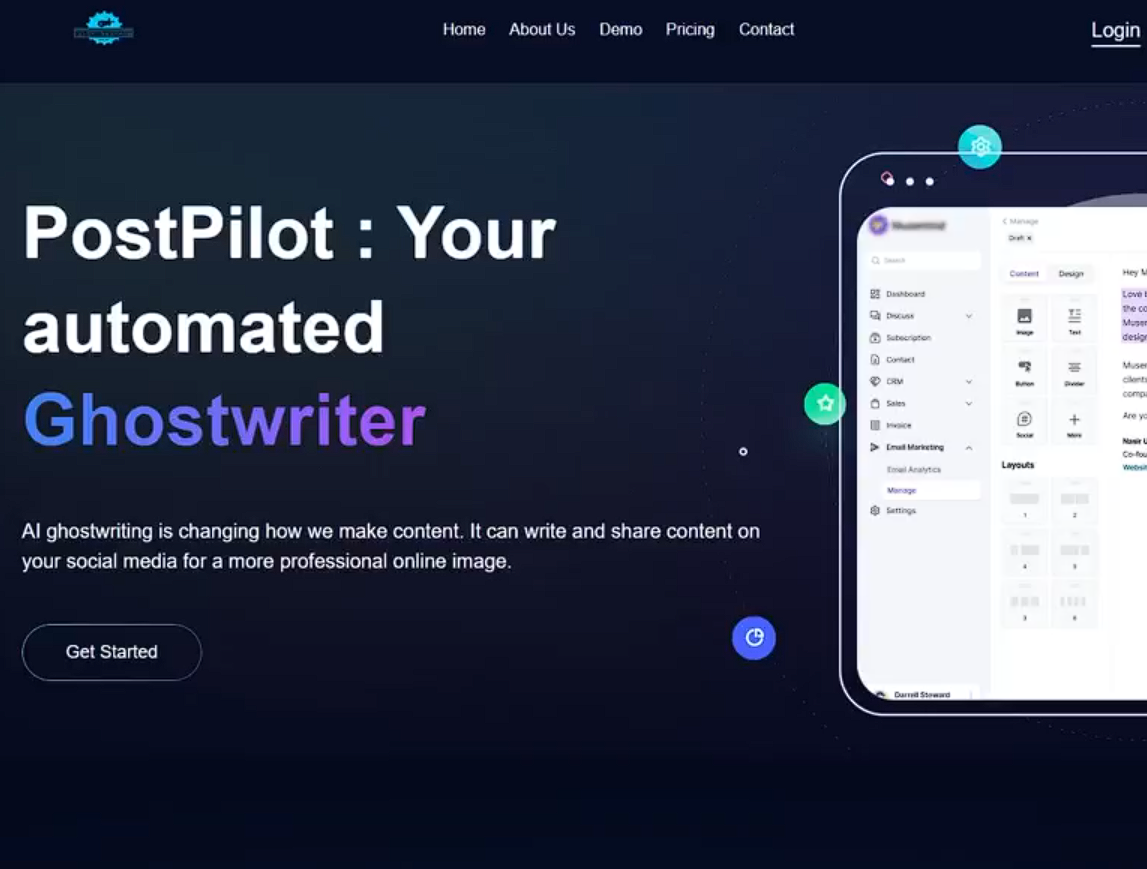 Home About Us Demo Pricing Contact
Login
PostPilot : Your
automated
Ghostwriter
AI ghostwriting is changing how we make content. It can write and share content on
your social media for a more professional online image.
Get Started
Search
Dashboard
Discuss
Subscription
Contact
CRM
Sales
Invoice
Email Marketing
Email Analytics
Manage
Settings
Darrell Steward
< Manage
Draft ×
Content Design
Image Text
Button Divider
Social More
Layouts
1 2
4 3
3 6
Hey M
Love
the co
Muse
design
Muse
clients
compa
Are yo
Nasir U
Co-fou
Websit